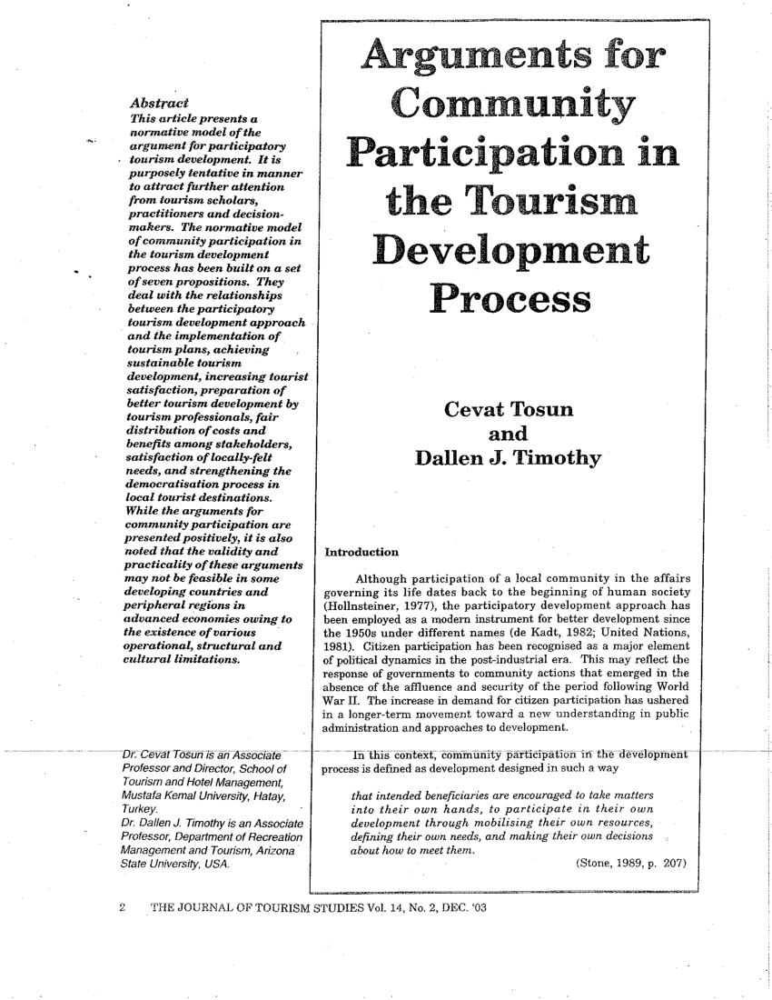 Arguments for
Community
Participation in
the Tourism
Development
Process
Cevat Tosun
and
Dallen J. Timothy
Abstract
This article presents a
normative model of the
argument for participatory
tourism development. It is
purposely tentative in manner
to attract further attention
from tourism scholars,
practitioners and decision-
makers. The normative model
of community participation in
the tourism development
process has been built on a set
of seven propositions. They
deal with the relationships
between the participatory
tourism development approach
and the implementation of
tourism plans, achieving
sustainable tourism
development, increasing tourist
satisfaction, preparation of
better tourism development by
tourism professionals, fair
distribution of costs and
benefits among stakeholders,
satisfaction of locally-felt
needs, and strengthening the
democratisation process in
local tourist destinations.
While the arguments for
community participation are
presented positively, it is also
noted that the validity and
practicality of these arguments
may not be feasible in some
developing countries and
peripheral regions in
advanced economies owing to
the existence of various
operational, structural and
cultural limitations.
Dr. Cevat Tosun is an Associate
Professor and Director, School of
Tourism and Hotel Management,
Mustafa Kemal University, Hatay,
Turkey.
Dr. Dallen J. Timothy is an Associate
Professor, Department of Recreation
Management and Tourism, Arizona
State University, USA.
Introduction
Although participation of a local community in the affairs
governing its life dates back to the beginning of human society
(Hollnsteiner, 1977), the participatory development approach has
been employed as a modern instrument for better development since
the 1950s under different names (de Kadt, 1982; United Nations,
1981). Citizen participation has been recognised as a major element
of political dynamics in the post-industrial era. This may reflect the
response of governments to community actions that emerged in the
absence of the affluence and security of the period following World
War II. The increase in demand for citizen participation has ushered
in a longer-term movement toward a new understanding in public
administration and approaches to development.
In this context, community participation in the development
process is defined as development designed in such a way
that intended beneficiaries are encouraged to take matters
into their own hands, to participate in their own
development through mobilising their own resources,
defining their own needs, and making their own decisions
about how to meet them.
(Stone, 1989, p. 207)
2 THE JOURNAL OF TOURISM STUDIES Vol. 14, No. 2, DEC. '03